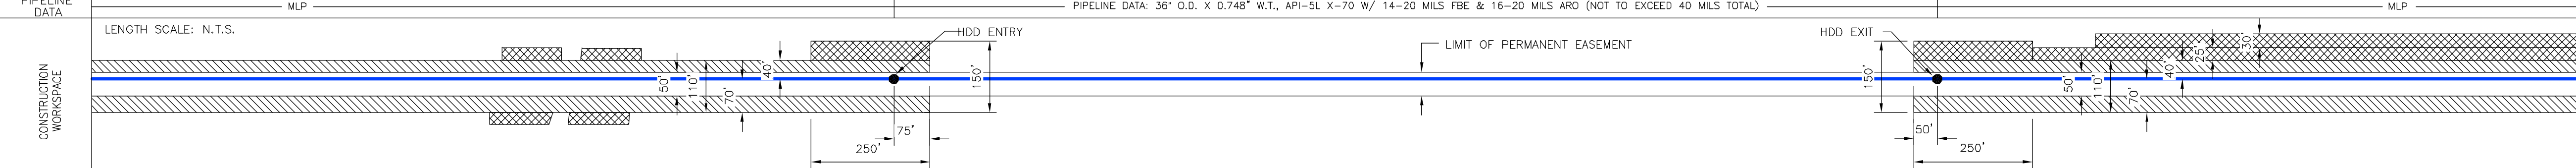 PIPELINE
DATA
MLP
PIPELINE DATA: 36" O.D. X 0.748" W.T., API-5L X-70 W/ 14-20 MILS FBE & 16-20 MILS ARO (NOT TO EXCEED 40 MILS TOTAL)
MLP
CONSTRUCTION
WORKSPACE
LENGTH SCALE: N.T.S.
HDD ENTRY
LIMIT OF PERMANENT EASEMENT
HDD EXIT
50'
110'
70'
40'
150'
75'
250'
150'
50'
250'
50'
110'
70'
40'
25'
30'